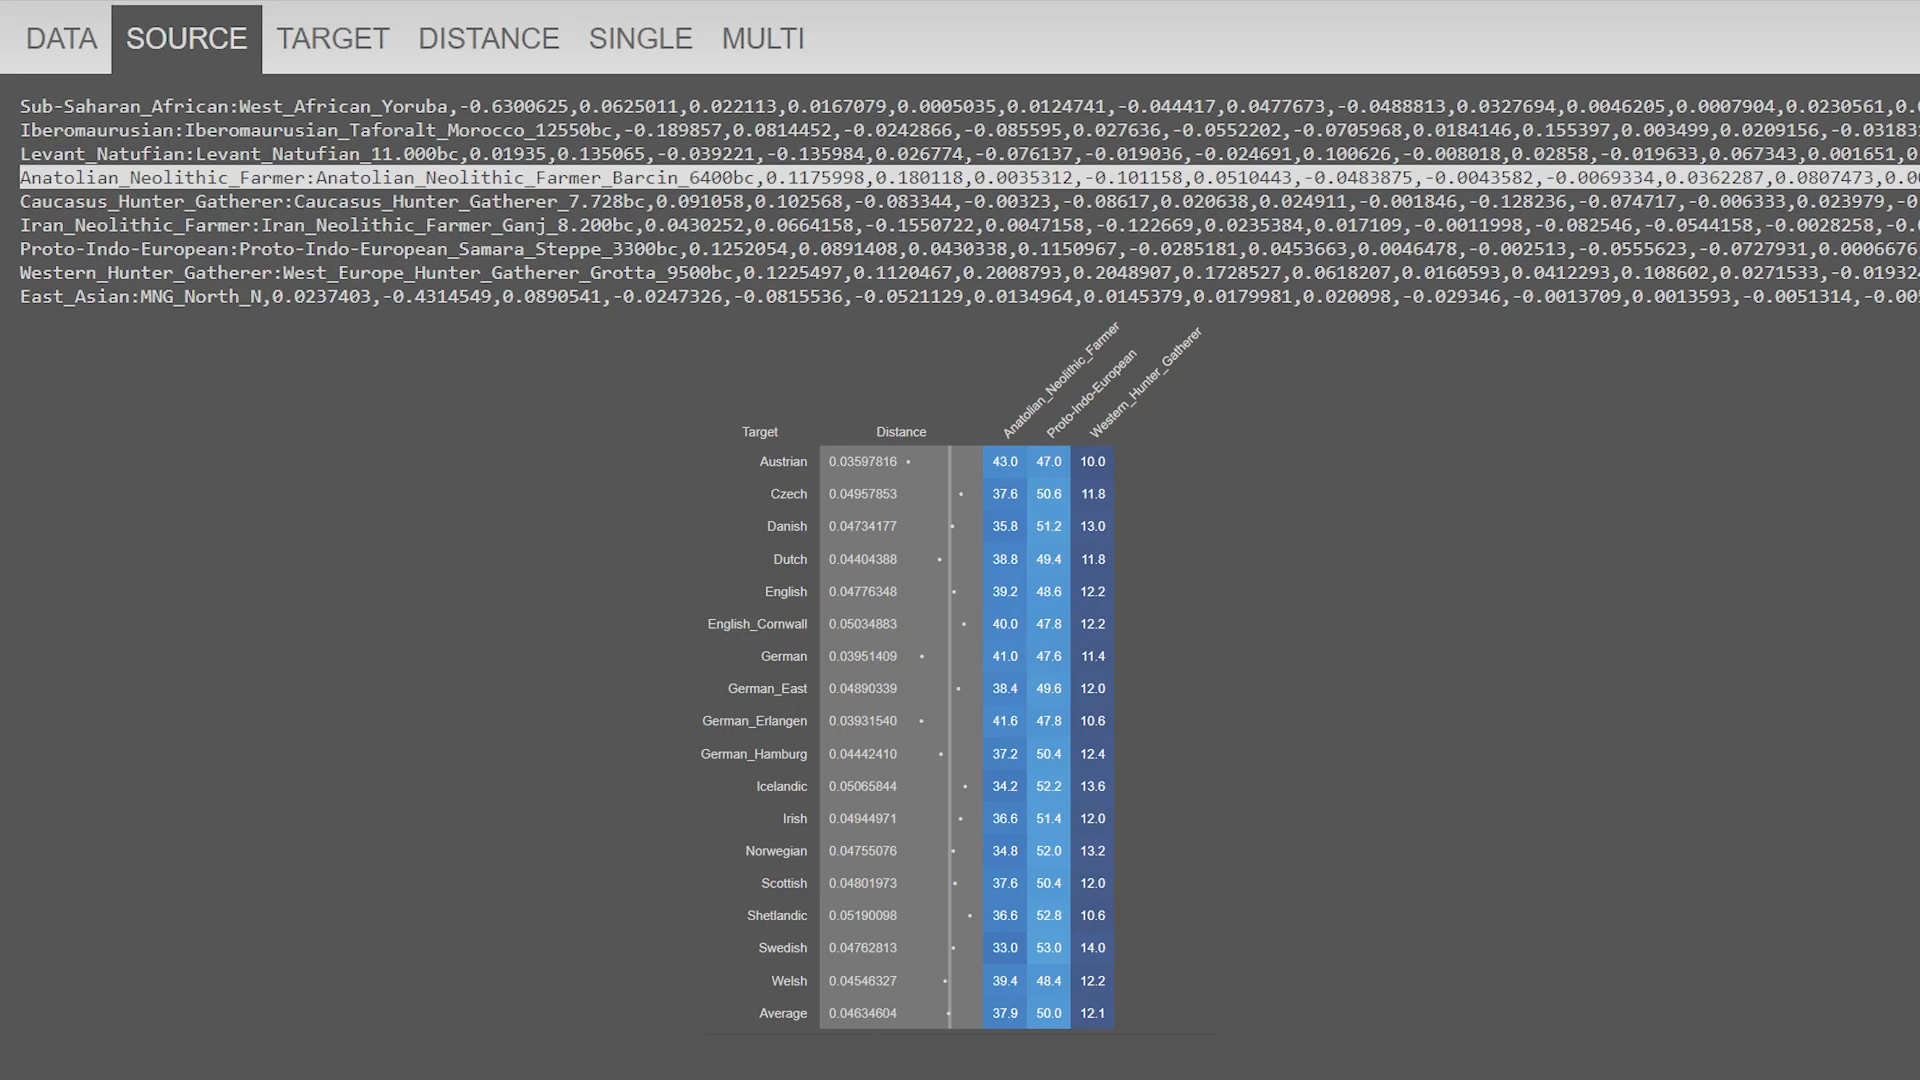 DATA SOURCE TARGET DISTANCE SINGLE MULTI
Sub-Saharan_African:West_African_Yoruba,-0.6300625,0.0625011,0.022113,0.0167079,0.0005035,0.0124741,-0.044417,0.0477673,-0.0488813,0.0327694,0.0046205,0.0007904,0.0230561,0.
Iberomaurusian:Iberomaurusian_Taforalt_Morocco_12550bc,-0.189857,0.0814452,-0.0242866,-0.085595,0.027636,-0.0552202,-0.0705968,0.0184146,0.155397,0.003499,0.0209156,-0.03183
Levant_Natufian:Levant_Natufian_11.000bc,0.01935,0.135065,-0.039221,-0.135984,0.026774,-0.076137,-0.019036,-0.024691,0.100626,-0.008018,0.02858,-0.019633,0.067343,0.001651,0
Anatolian_Neolithic_Farmer:Anatolian_Neolithic_Farmer_Barcin_6400bc,0.1175998,0.180118,0.0035312,-0.101158,0.0510443,-0.0483875,-0.0043582,-0.0069334,0.0362287,0.0807473,0.0
Caucasus_Hunter_Gatherer:Caucasus_Hunter_Gatherer_7.728bc,0.091058,0.102568,-0.083344,-0.00323,-0.08617,0.020638,0.024911,-0.001846,-0.128236,-0.074717,-0.006333,0.023979,-0
Iran_Neolithic_Farmer:Iran_Neolithic_Farmer_Ganj_8.200bc,0.0430252,0.0664158,-0.1550722,0.0047158,-0.122669,0.0235384,0.017109,-0.0011998,-0.082546,-0.0544158,-0.0028258,-0.
Proto-Indo-European:Proto-Indo-European_Samara_Steppe_3300bc,0.1252054,0.0891408,0.0430338,0.1150967,-0.0285181,0.0453663,0.0046478,-0.002513,-0.0555623,-0.0727931,0.0006676
Western_Hunter_Gatherer:West_Europe_Hunter_Gatherer_Grotta_9500bc,0.1225497,0.1120467,0.2008793,0.2048907,0.1728527,0.0618207,0.0160593,0.0412293,0.108602,0.0271533,-0.01932
East_Asian:MNG_North_N,0.0237403,-0.4314549,0.0890541,-0.0247326,-0.0815536,-0.0521129,0.0134964,0.0145379,0.0179981,0.020098,-0.029346,-0.0013709,0.0013593,-0.0051314,-0.00
Target Distance Anatolian_Neolithic_Farmer Proto-Indo-European Western_Hunter_Gatherer
Austrian 0.03597816 43.0 47.0 10.0
Czech 0.04957853 37.6 50.6 11.8
Danish 0.04734177 35.8 51.2 13.0
Dutch 0.04404388 38.8 49.4 11.8
English 0.04776348 39.2 48.6 12.2
English_Cornwall 0.05034883 40.0 47.8 12.2
German 0.03951409 41.0 47.6 11.4
German_East 0.04890339 38.4 49.6 12.0
German_Erlangen 0.03931540 41.6 47.8 10.6
German_Hamburg 0.04442410 37.2 50.4 12.4
Icelandic 0.05065844 34.2 52.2 13.6
Irish 0.04944971 36.6 51.4 12.0
Norwegian 0.04755076 34.8 52.0 13.2
Scottish 0.04801973 37.6 50.4 12.0
Shetlandic 0.05190098 36.6 52.8 10.6
Swedish 0.04762813 33.0 53.0 14.0
Welsh 0.04546327 39.4 48.4 12.2
Average 0.04634604 37.9 50.0 12.1